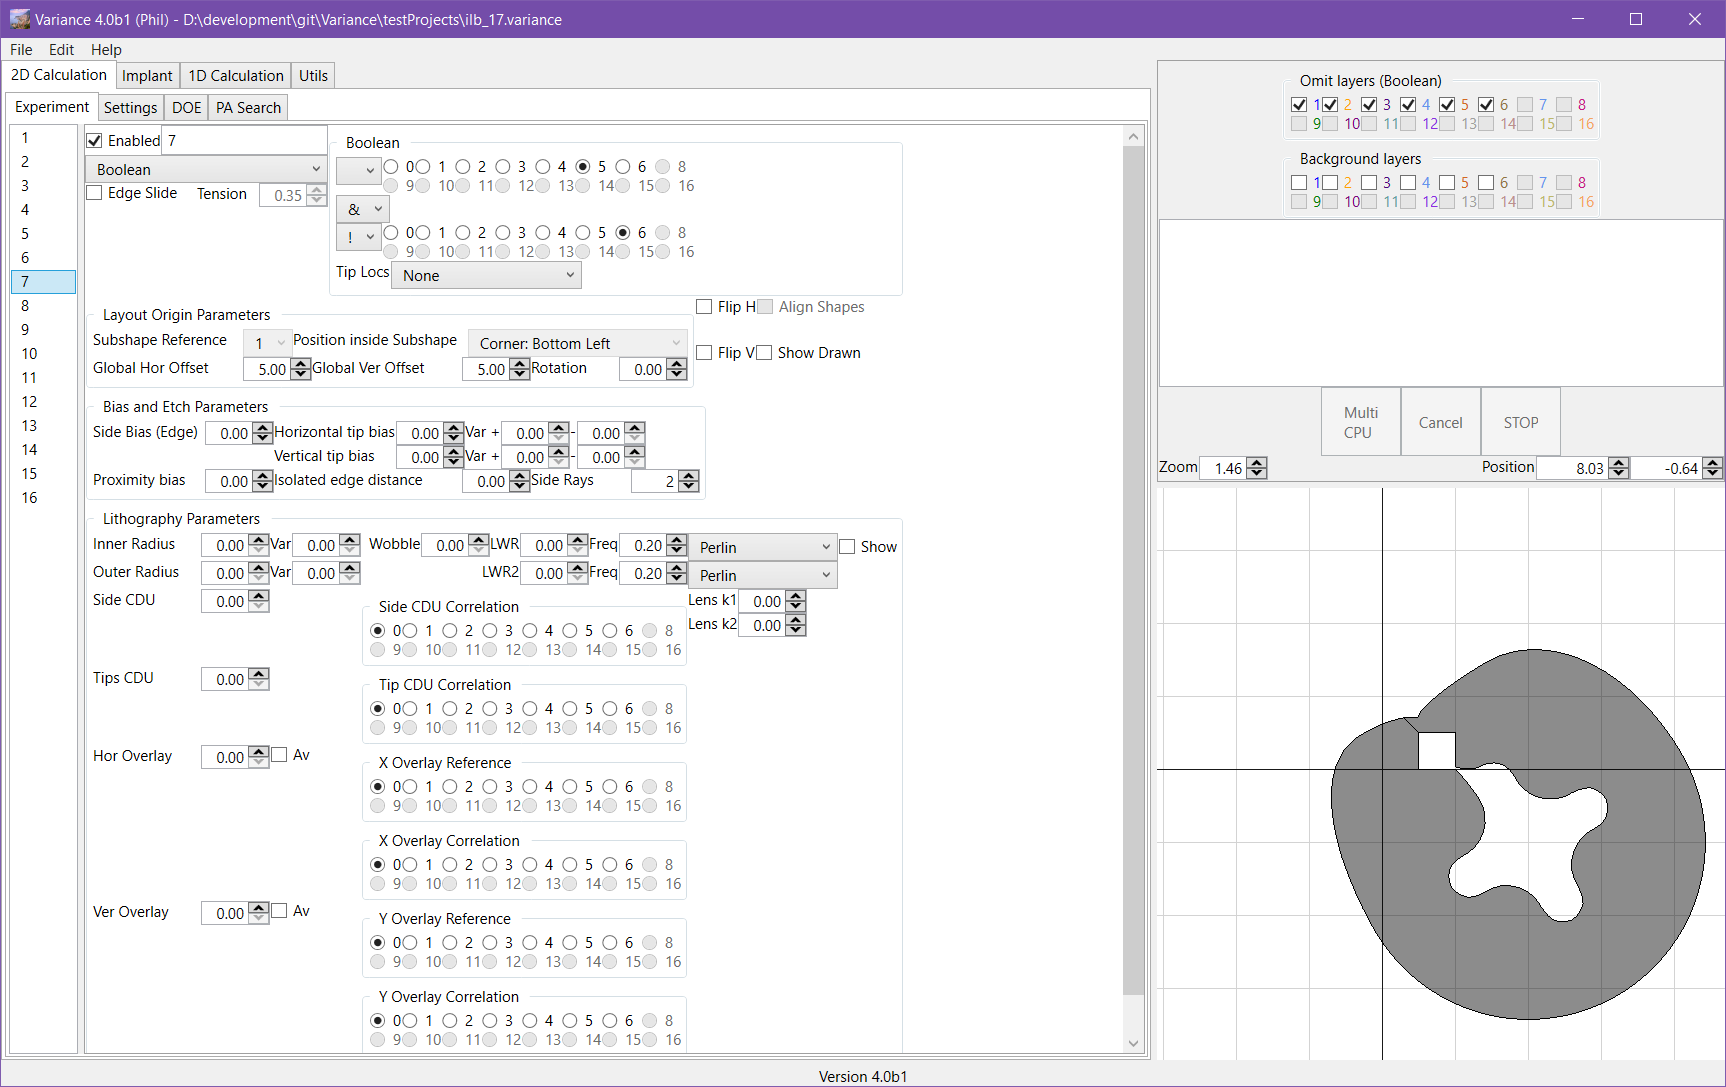 Variance 4.0b1 (Phil) - D:\development\git\Variance\testProjects\ilb_17.variance
File Edit Help
2D Calculation Implant 1D Calculation Utils
Experiment Settings DOE PA Search
1
2
3
4
5
6
7
8
9
10
11
12
13
14
15
16
Enabled 7
Boolean
Edge Slide Tension 0.35
Boolean
0 1 2 3 4 5 6 8
9 10 11 12 13 14 15 16
&
! 0 1 2 3 4 5 6 8
9 10 11 12 13 14 15 16
Tip Locs None
Layout Origin Parameters
Subshape Reference 1 Position inside Subshape Corner: Bottom Left
Global Hor Offset 5.00 Global Ver Offset 5.00 Rotation 0.00
Flip H Align Shapes
Flip V Show Drawn
Bias and Etch Parameters
Side Bias (Edge) 0.00 Horizontal tip bias 0.00 Var + 0.00 - 0.00
Vertical tip bias 0.00 Var + 0.00 - 0.00
Proximity bias 0.00 Isolated edge distance 0.00 Side Rays 2
Lithography Parameters
Inner Radius 0.00 Var 0.00 Wobble 0.00 LWR 0.00 Freq 0.20 Perlin Show
Outer Radius 0.00 Var 0.00 LWR2 0.00 Freq 0.20 Perlin
Side CDU 0.00
Side CDU Correlation
0 1 2 3 4 5 6 8
9 10 11 12 13 14 15 16
Lens k1 0.00
Lens k2 0.00
Tips CDU 0.00
Tip CDU Correlation
0 1 2 3 4 5 6 8
9 10 11 12 13 14 15 16
Hor Overlay 0.00 Av
X Overlay Reference
0 1 2 3 4 5 6 8
9 10 11 12 13 14 15 16
X Overlay Correlation
0 1 2 3 4 5 6 8
9 10 11 12 13 14 15 16
Ver Overlay 0.00 Av
Y Overlay Reference
0 1 2 3 4 5 6 8
9 10 11 12 13 14 15 16
Y Overlay Correlation
0 1 2 3 4 5 6 8
9 10 11 12 13 14 15 16
Omit layers (Boolean)
1 2 3 4 5 6 7 8
9 10 11 12 13 14 15 16
Background layers
1 2 3 4 5 6 7 8
9 10 11 12 13 14 15 16
Multi
CPU
Cancel
STOP
Zoom 1.46 Position 8.03 -0.64
Version 4.0b1